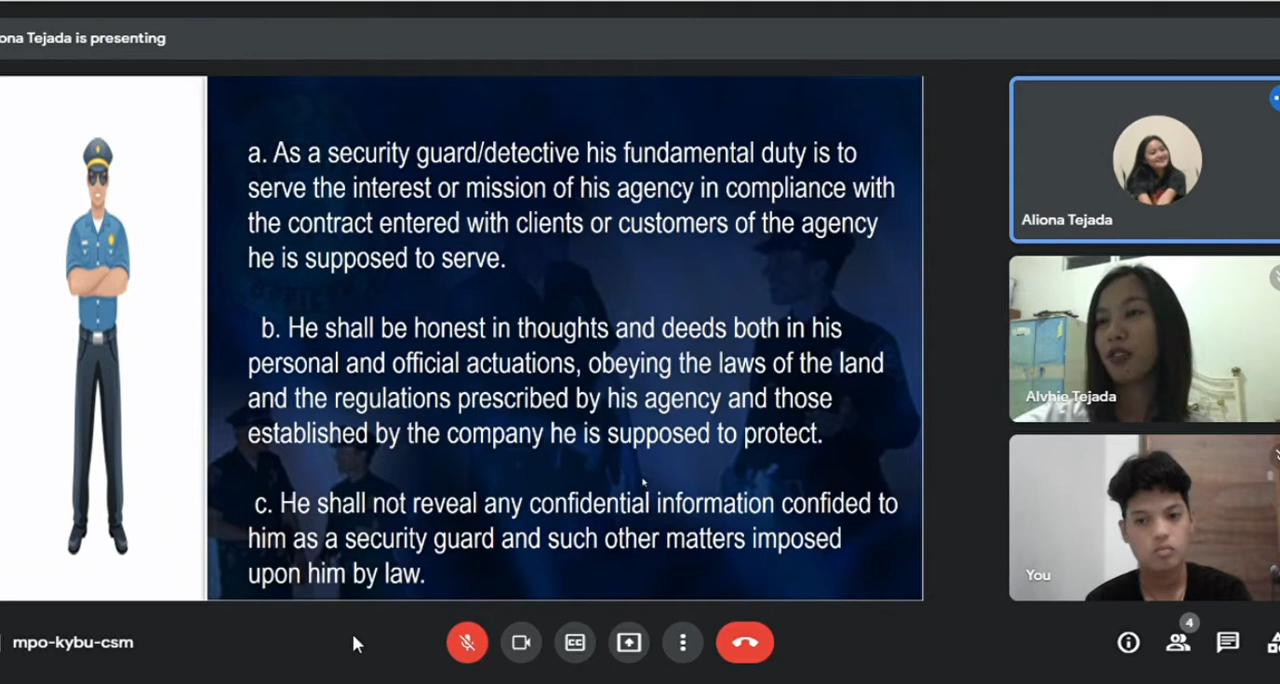 ona Tejada is presenting
a. As a security guard/detective his fundamental duty is to
serve the interest or mission of his agency in compliance with
the contract entered with clients or customers of the agency
he is supposed to serve.
b. He shall be honest in thoughts and deeds both in his
personal and official actuations, obeying the laws of the land
and the regulations prescribed by his agency and those
established by the company he is supposed to protect.
c. He shall not reveal any confidential information confided to
him as a security guard and such other matters imposed
upon him by law.
Aliona Tejada
Alvhie Tejada
You
mpo-kybu-csm
CC
4